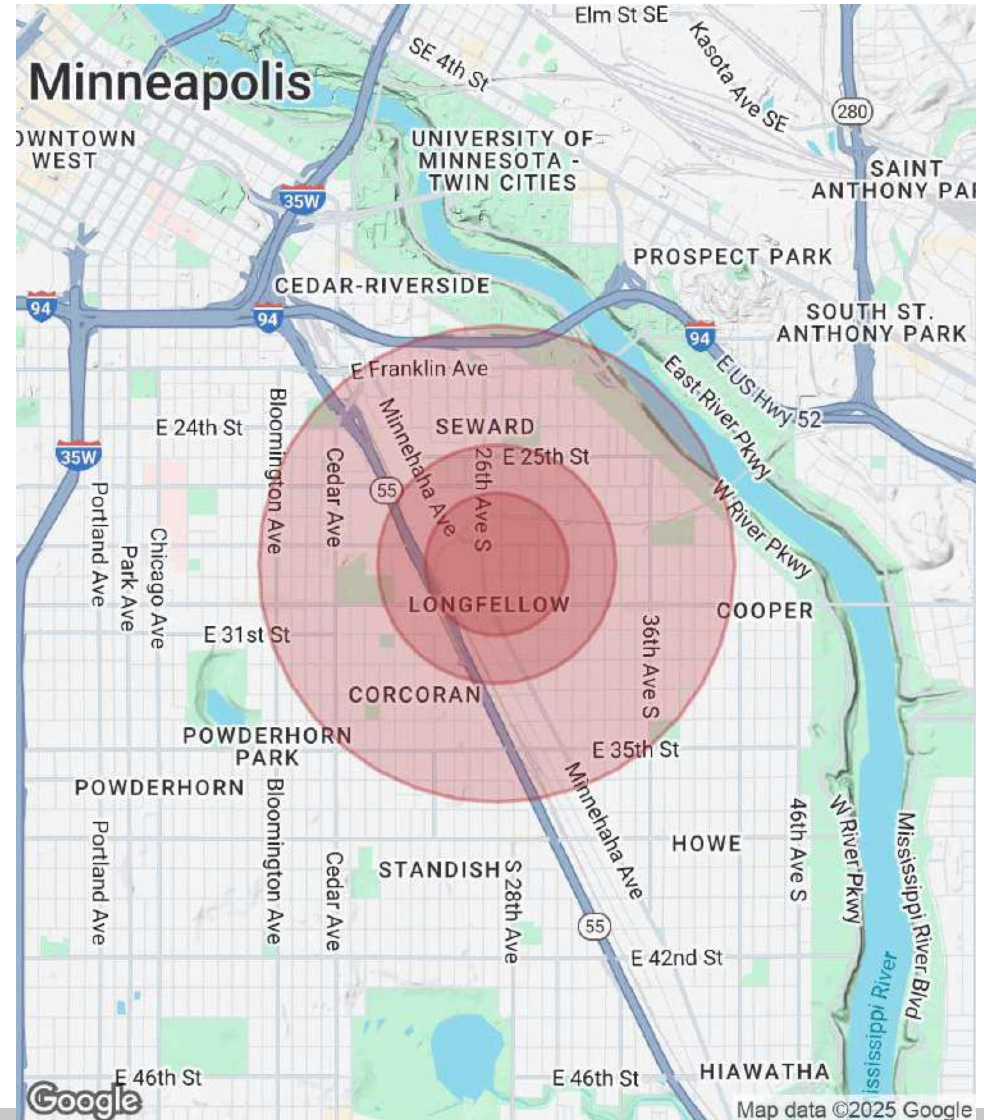 Elm St SE
Kasota Ave SE
SE 4th St
Minneapolis
280
OWNTOWN
WEST
UNIVERSITY OF
MINNESOTA -
TWIN CITIES
SAINT
ANTHONY PAR
35W
PROSPECT PARK
CEDAR-RIVERSIDE
94
94
94
SOUTH ST.
ANTHONY PARK
E Franklin Ave
East River Pkwy
E US Hwy 52
Bloomington Ave
Minnehaha Ave
SEWARD
E 24th St
E 25th St
35W
Cedar Ave
26th Ave S
55
Portland Ave
Park Ave
Chicago Ave
W River Pkwy
LONGFELLOW
COOPER
E 31st St
36th Ave S
CORCORAN
POWDERHORN
PARK
E 35th St
POWDERHORN
Minnehaha Ave
Bloomington Ave
Portland Ave
46th Ave S
W River Pkwy
Mississippi River Blvd
HOWE
Cedar Ave
STANDISH
S 28th Ave
55
E 42nd St
ississippi River
E 46th St
E 46th St
HIAWATHA
Google
Map data ©2025 Google